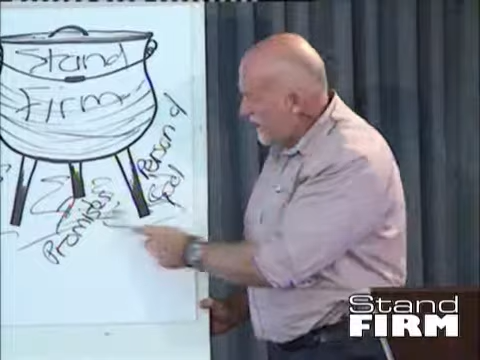 Stand
Firm
Person of
God
Promises
Stand
FIRM